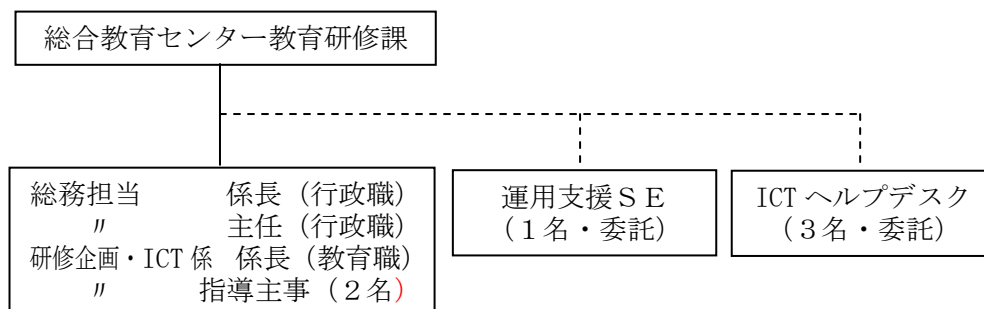 総合教育センター教育研修課
総務担当 係長（行政職）
〃 主任（行政職）
研修企画・ICT係 係長（教育職）
〃 指導主事（２名）
運用支援ＳＥ
（１名・委託）
ICTヘルプデスク
（３名・委託）